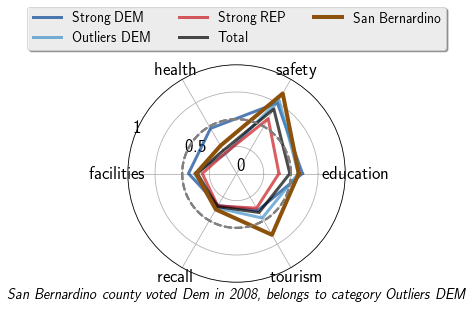 Strong DEM Strong REP San Bernardino
Outliers DEM Total
health safety
1
0.5
0
facilities education
recall tourism
San Bernardino county voted Dem in 2008, belongs to category Outliers DEM